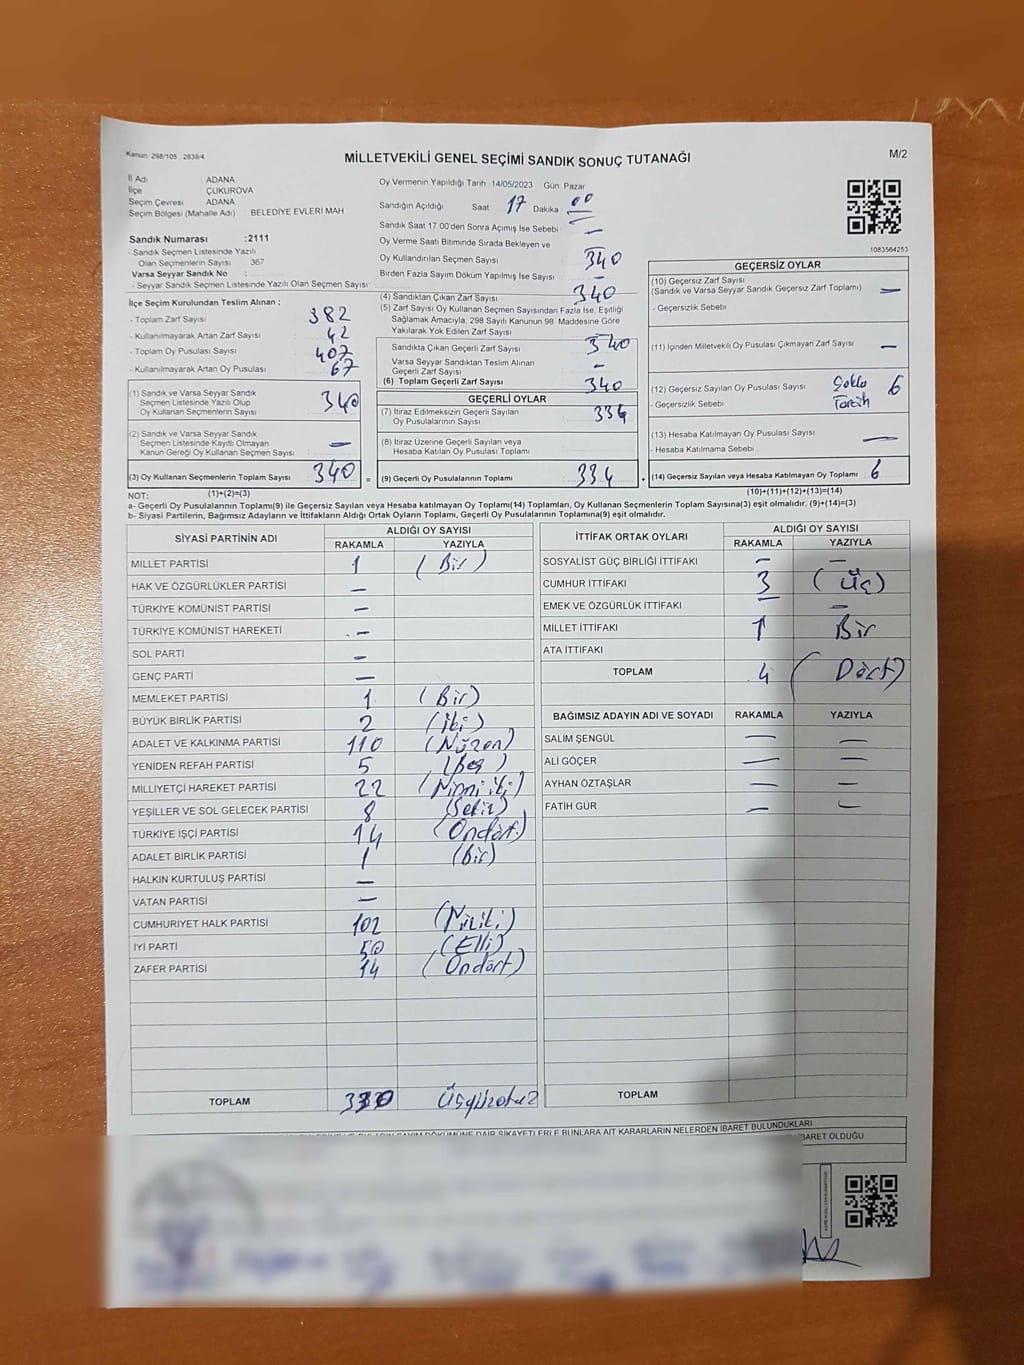 Kanun: 298/105, 2839/4
MİLLETVEKİLİ GENEL SEÇİMİ SANDIK SONUÇ TUTANAĞI
M/2
İl Adı ADANA
İlçe ÇUKUROVA
Seçim Çevresi ADANA
Seçim Bölgesi (Mahalle Adı) BELEDİYE EVLERİ MAH
Sandık Numarası :2111
- Sandık Seçmen Listesinde Yazılı
Olan Seçmenlerin Sayısı 367
Varsa Seyyar Sandık No :
- Seyyar Sandık Seçmen Listesinde Yazılı Olan Seçmen Sayısı:
İlçe Seçim Kurulundan Teslim Alınan ;
- Toplam Zarf Sayısı 382
- Kullanılmayarak Artan Zarf Sayısı 42
- Toplam Oy Pusulası Sayısı 407
- Kullanılmayarak Artan Oy Pusulası 67
(1) Sandık ve Varsa Seyyar Sandık
Seçmen Listesinde Yazılı Olup
Oy Kullanan Seçmenlerin Sayısı 340
(2) Sandık ve Varsa Seyyar Sandık
Seçmen Listesinde Kayıtlı Olmayan
Kanun Gereği Oy Kullanan Seçmenler Sayısı : —
(3) Oy Kullanan Seçmenlerin Toplam Sayısı 340 =
Oy Vermenin Yapıldığı Tarih :14/05/2023 Gün: Pazar
Sandığın Açıldığı Saat: 17 Dakika 00
Sandık Saat 17.00'den Sonra Açımış İse Sebebi: —
Oy Verme Saati Bitiminde Sırada Bekleyen ve
Oy Kullandırılan Seçmen Sayısı 340
Birden Fazla Sayım Döküm Yapılmış İse Sayısı —
(4) Sandıktan Çıkan Zarf Sayısı 340
(5) Zarf Sayısı Oy Kullanan Seçmen Sayısından Fazla İse, Eşitliği
Sağlamak Amacıyla, 298 Sayılı Kanunun 98. Maddesine Göre
Yakılarak Yok Edilen Zarf Sayısı —
Sandıkta Çıkan Geçerli Zarf Sayısı 340
Varsa Seyyar Sandıktan Teslim Alınan
Geçerli Zarf Sayısı: —
(6) Toplam Geçerli Zarf Sayısı 340
GEÇERLİ OYLAR
(7) İtiraz Edilmeksizin Geçerli Sayılan
Oy Pusulalarının Sayısı: 334
(8) İtiraz Üzerine Geçerli Sayılan veya
Hesaba Katılan Oy Pusulası Toplamı
(9) Geçerli Oy Pusulalarının Toplamı 334 +
1083564253
GEÇERSİZ OYLAR
(10) Geçersiz Zarf Sayısı
(Sandık ve Varsa Seyyar Sandık Geçersiz Zarf Toplamı) —
- Geçersizlik Sebebi
(11) İçinden Milletvekili Oy Pusulası Çıkmayan Zarf Sayısı —
(12) Geçersiz Sayılan Oy Pusulası Sayısı 6
- Geçersizlik Sebebi
(13) Hesaba Katılmayan Oy Pusulası Sayısı —
- Hesaba Katılmama Sebebi
(14) Geçersiz Sayılan veya Hesaba Katılmayan Oy Toplamı 6
NOT: (1)+(2)=(3) (10)+(11)+(12)+(13)=(14)
a- Geçerli Oy Pusulalarının Toplamı(9) ile Geçersiz Sayılan veya Hesaba katılmayan Oy Toplamı(14) Toplamları, Oy Kullanan Seçmenlerin Toplam Sayısına(3) eşit olmalıdır. (9)+(14)=(3)
b- Siyasi Partilerin, Bağımsız Adayların ve İttifakların Aldığı Ortak Oyların Toplamı, Geçerli Oy Pusulalarının Toplamına(9) eşit olmalıdır.
SİYASİ PARTİNİN ADI ALDIĞI OY SAYISI
RAKAMLA YAZIYLA
MİLLET PARTİSİ 1 (Bir)
HAK VE ÖZGÜRLÜKLER PARTİSİ —
TÜRKİYE KOMÜNİST PARTİSİ —
TÜRKİYE KOMÜNİST HAREKETİ —
SOL PARTİ —
GENÇ PARTİ —
MEMLEKET PARTİSİ 1 (Bir)
BÜYÜK BİRLİK PARTİSİ 2 (iki)
ADALET VE KALKINMA PARTİSİ 110 (Yüzon)
YENİDEN REFAH PARTİSİ 5 (beş)
MİLLİYETÇİ HAREKET PARTİSİ 22 (Yirmi iki)
YEŞİLLER VE SOL GELECEK PARTİSİ 8 (Sekiz)
TÜRKİYE İŞÇİ PARTİSİ 14 (Ondört)
ADALET BİRLİK PARTİSİ 1 (Bir)
HALKIN KURTULUŞ PARTİSİ —
VATAN PARTİSİ —
CUMHURİYET HALK PARTİSİ 102 (Yüziki)
İYİ PARTİ 50 (Elli)
ZAFER PARTİSİ 14 (Ondört)
TOPLAM 330 Üçyüzotuz
İTTİFAK ORTAK OYLARI ALDIĞI OY SAYISI
RAKAMLA YAZIYLA
SOSYALİST GÜÇ BİRLİĞİ İTTİFAKI — —
CUMHUR İTTİFAKI 3 (Üç)
EMEK VE ÖZGÜRLÜK İTTİFAKI — —
MİLLET İTTİFAKI 1 Bir
ATA İTTİFAKI
TOPLAM 4 (Dört)
BAĞIMSIZ ADAYIN ADI VE SOYADI RAKAMLA YAZIYLA
SALİM ŞENGÜL — —
ALİ GÖÇER — —
AYHAN ÖZTAŞLAR — —
FATİH GÜR — —
TOPLAM
SAYIM DÖKÜMÜNE DAİR ŞİKAYETLERLE BUNLARA AİT KARARLARIN NELERDEN İBARET BULUNDUKLARI
İBARET OLDUĞU